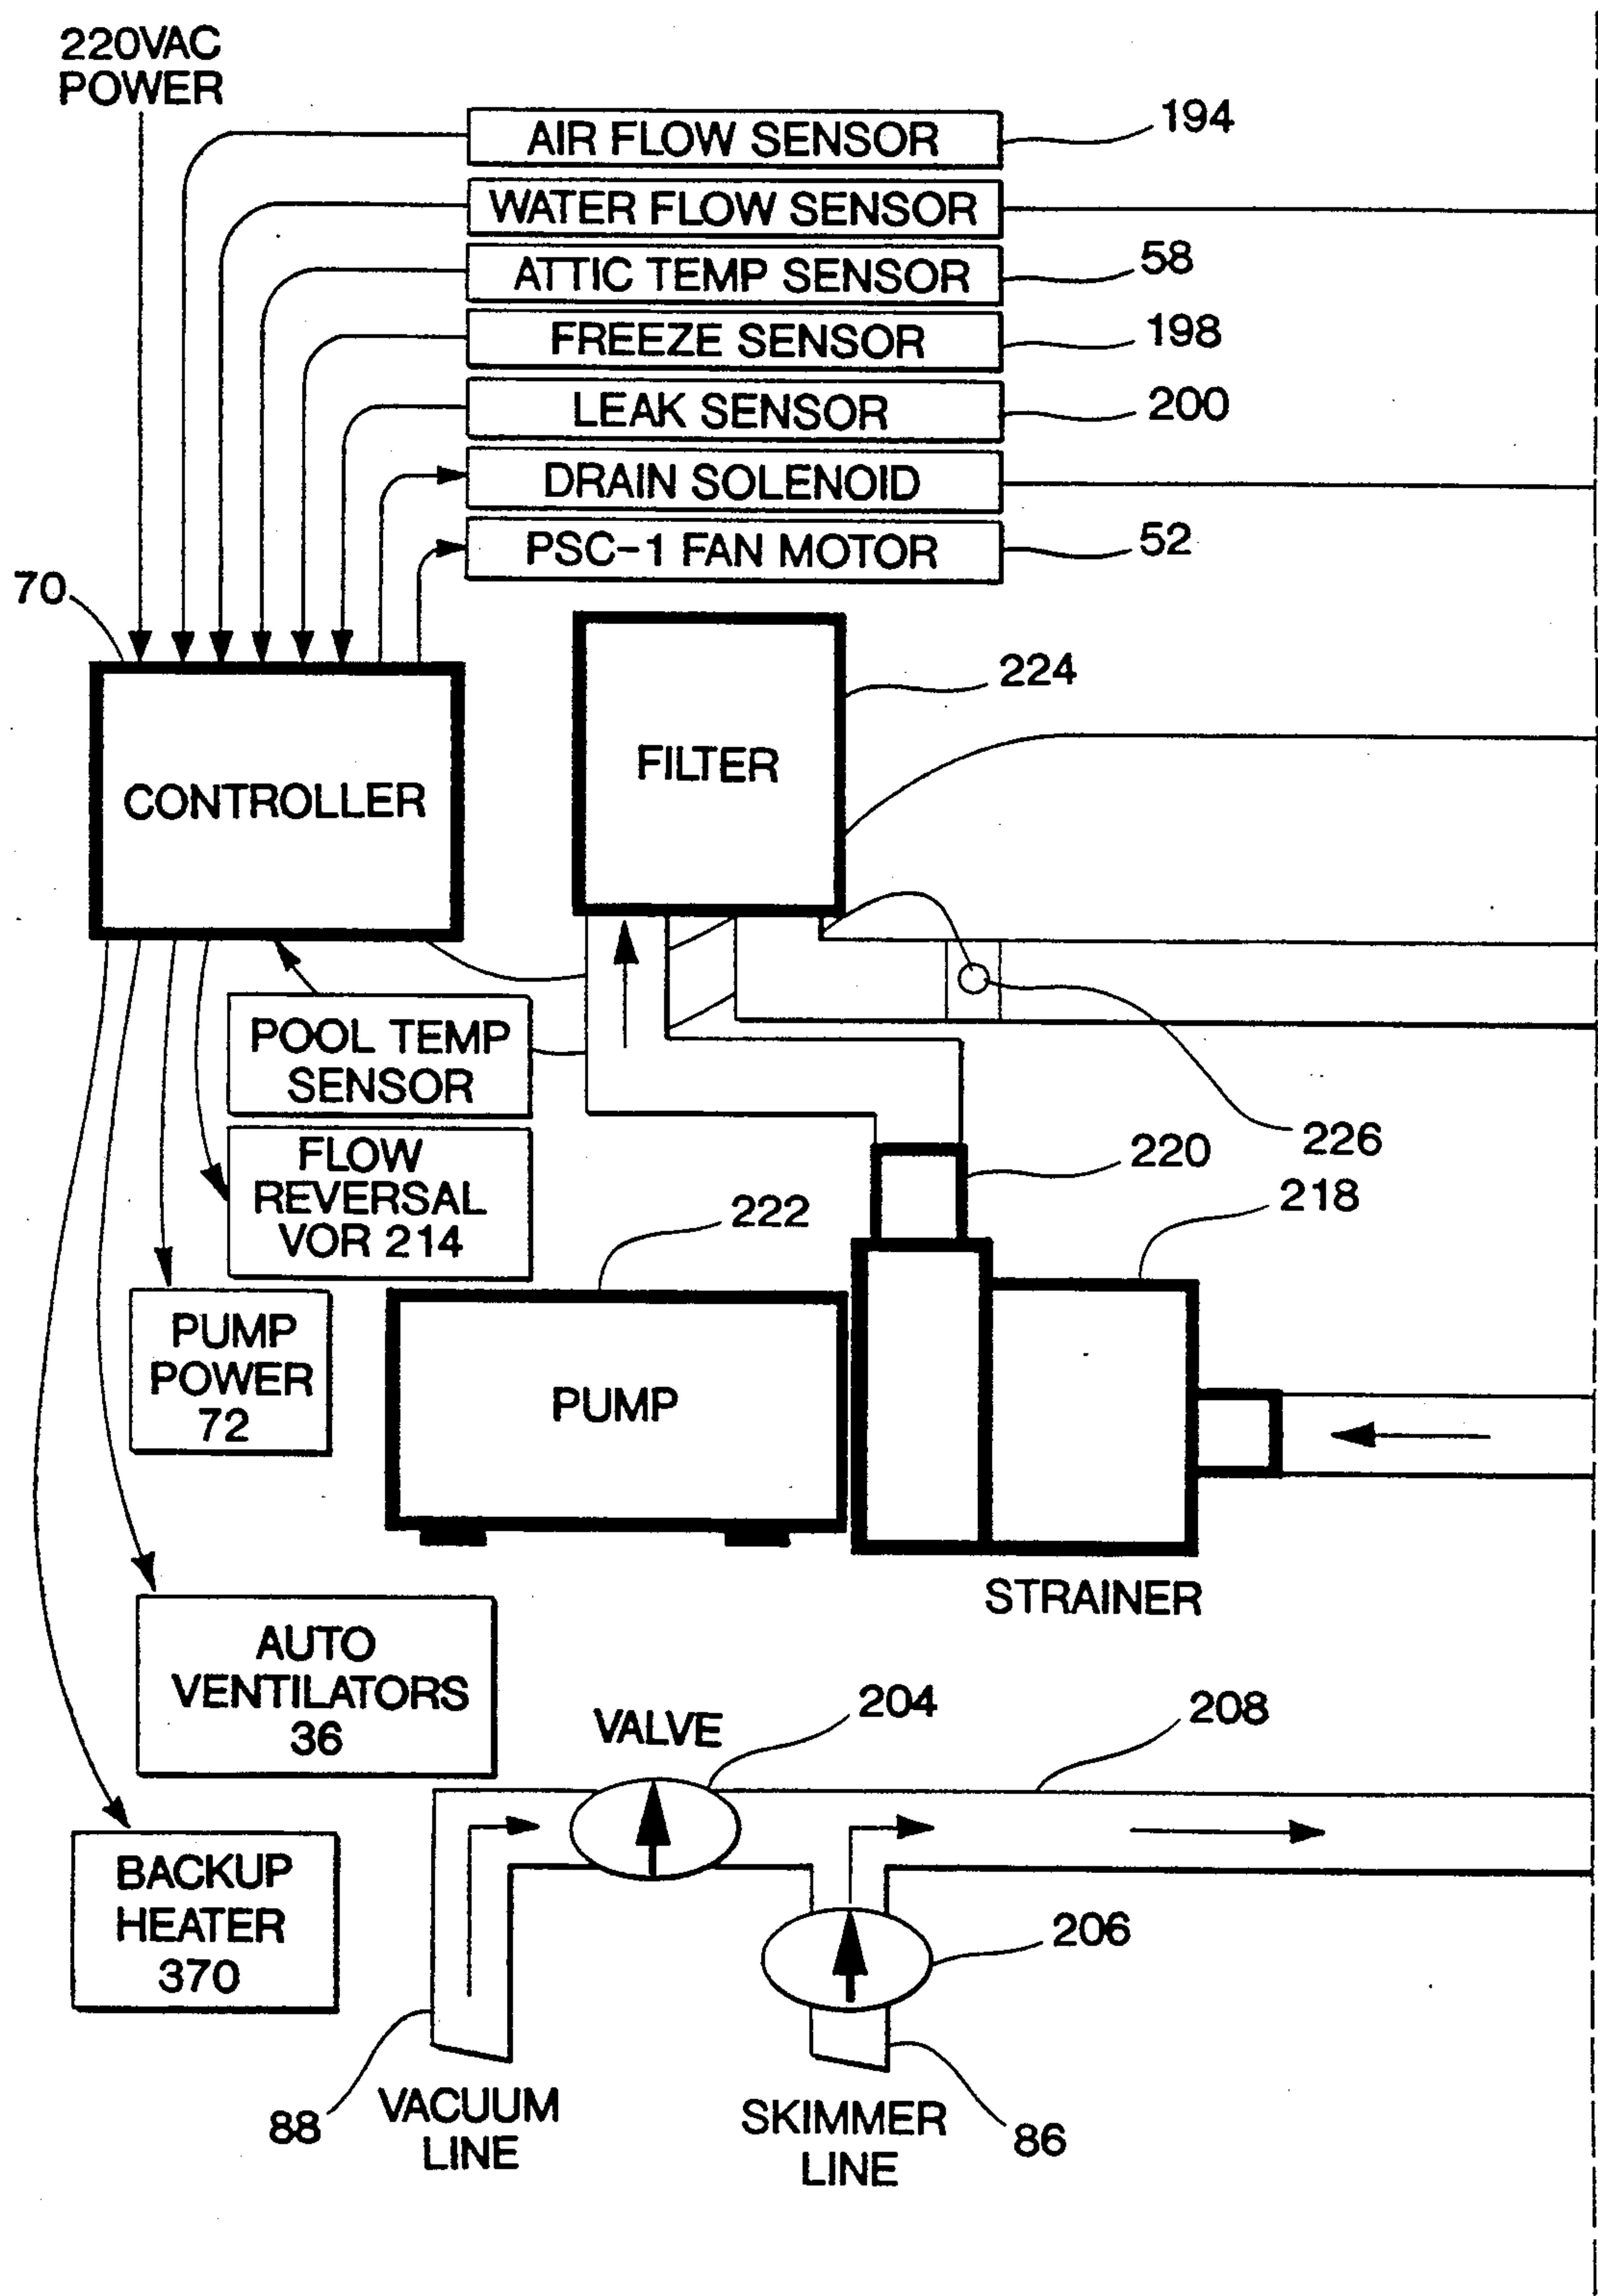 220VAC
POWER
AIR FLOW SENSOR
194
WATER FLOW SENSOR
ATTIC TEMP SENSOR
58
FREEZE SENSOR
198
LEAK SENSOR
200
DRAIN SOLENOID
PSC-1 FAN MOTOR
52
70
CONTROLLER
FILTER
224
POOL TEMP
SENSOR
226
FLOW
REVERSAL
VOR 214
220
218
222
PUMP
POWER
72
PUMP
STRAINER
AUTO
VENTILATORS
36
VALVE
204
208
BACKUP
HEATER
370
206
88
VACUUM
LINE
SKIMMER
LINE
86